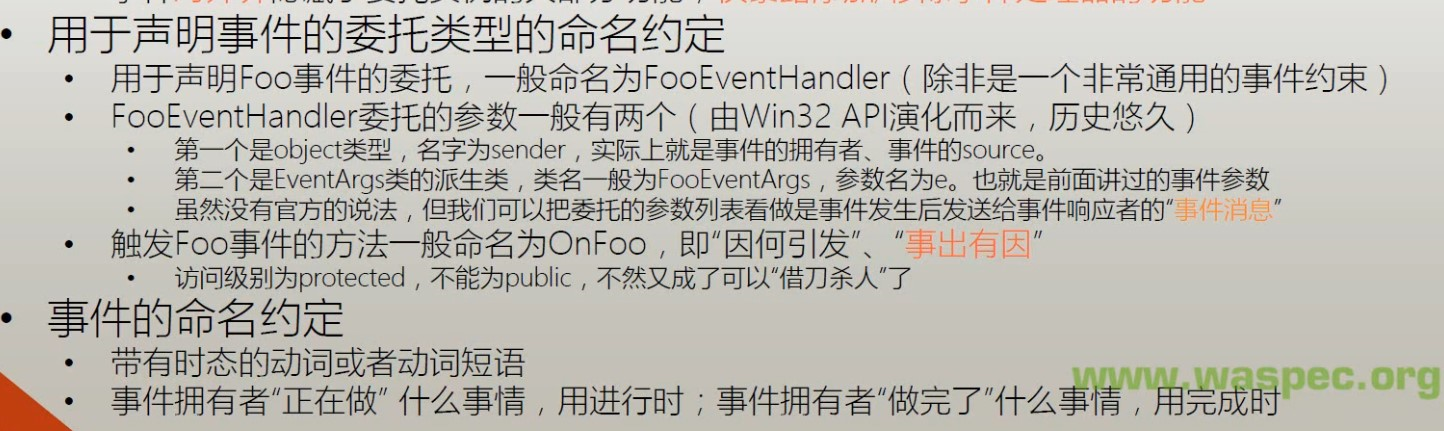 • 用于声明事件的委托类型的命名约定
• 用于声明Foo事件的委托，一般命名为FooEventHandler（除非是一个非常通用的事件约束）
• FooEventHandler委托的参数一般有两个（由Win32 API演化而来，历史悠久）
• 第一个是object类型，名字为sender，实际上就是事件的拥有者、事件的source。
• 第二个是EventArgs类的派生类，类名一般为FooEventArgs，参数名为e。也就是前面讲过的事件参数
• 虽然没有官方的说法，但我们可以把委托的参数列表看做是事件发生后发送给事件响应者的“事件消息”
• 触发Foo事件的方法一般命名为OnFoo，即“因何引发”、“事出有因”
• 访问级别为protected，不能为public，不然又成了可以“借刀杀人”了
• 事件的命名约定
• 带有时态的动词或者动词短语
• 事件拥有者“正在做” 什么事情，用进行时；事件拥有者“做完了”什么事情，用完成时
www.waspec.org